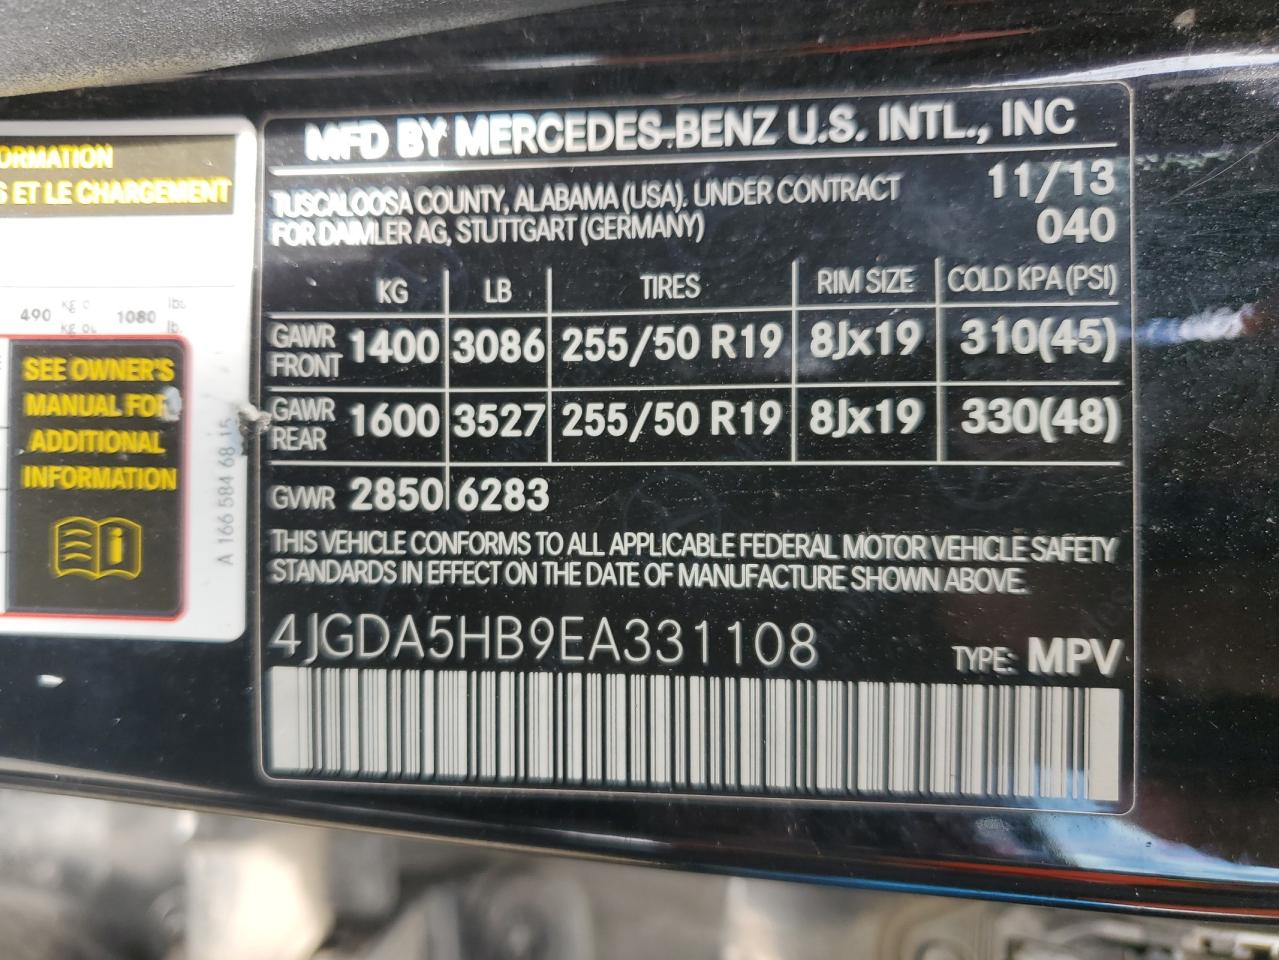 ORMATION
S ET LE CHARGEMENT
490 1080 lbs.
lb.
SEE OWNER'S
MANUAL FOR
ADDITIONAL
INFORMATION
A 166 584 68 15
MFD BY MERCEDES-BENZ U.S. INTL., INC
TUSCALOOSA COUNTY, ALABAMA (USA). UNDER CONTRACT 11/13
FOR DAIMLER AG, STUTTGART (GERMANY) 040
KG LB TIRES RIM SIZE COLD KPA (PSI)
GAWR FRONT 1400 3086 255/50 R19 8Jx19 310(45)
GAWR REAR 1600 3527 255/50 R19 8Jx19 330(48)
GVWR 2850 6283
THIS VEHICLE CONFORMS TO ALL APPLICABLE FEDERAL MOTOR VEHICLE SAFETY
STANDARDS IN EFFECT ON THE DATE OF MANUFACTURE SHOWN ABOVE.
4JGDA5HB9EA331108 TYPE: MPV